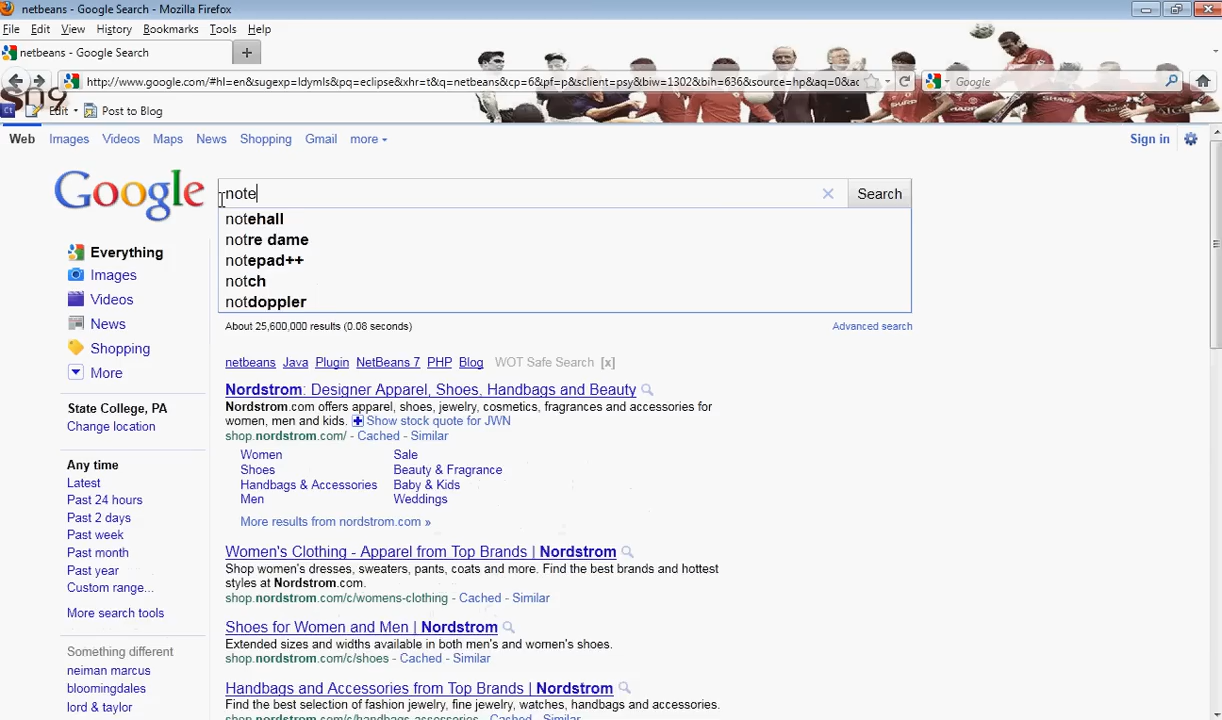 netbeans - Google Search - Mozilla Firefox
File Edit View History Bookmarks Tools Help
netbeans - Google Search
http://www.google.com/#hl=en&sugexp=ldymls&pq=eclipse&xhr=t&q=netbeans&cp=6&pf=p&sclient=psy&biw=1302&bih=636&source=hp&aq=0&ac
Google
Edit Post to Blog
Web Images Videos Maps News Shopping Gmail more
Sign in
Google
note
Search
notehall
notre dame
notepad++
notch
notdoppler
Everything
Images
Videos
News
Shopping
More
State College, PA
Change location
Any time
Latest
Past 24 hours
Past 2 days
Past week
Past month
Past year
Custom range...
More search tools
Something different
neiman marcus
bloomingdales
lord & taylor
About 25,600,000 results (0.08 seconds)
Advanced search
netbeans Java Plugin NetBeans 7 PHP Blog WOT Safe Search [x]
Nordstrom: Designer Apparel, Shoes, Handbags and Beauty
Nordstrom.com offers apparel, shoes, jewelry, cosmetics, fragrances and accessories for
women, men and kids. Show stock quote for JWN
shop.nordstrom.com/ - Cached - Similar
Women Sale
Shoes Beauty & Fragrance
Handbags & Accessories Baby & Kids
Men Weddings
More results from nordstrom.com »
Women's Clothing - Apparel from Top Brands | Nordstrom
Shop women's dresses, sweaters, pants, coats and more. Find the best brands and hottest
styles at Nordstrom.com.
shop.nordstrom.com/c/womens-clothing - Cached - Similar
Shoes for Women and Men | Nordstrom
Extended sizes and widths available in both men's and women's shoes.
shop.nordstrom.com/c/shoes - Cached - Similar
Handbags and Accessories from Top Brands | Nordstrom
Find the best selection of fashion jewelry, fine jewelry, watches, handbags and accessories.
shop.nordstrom.com/c/handbags-accessories - Cached - Similar